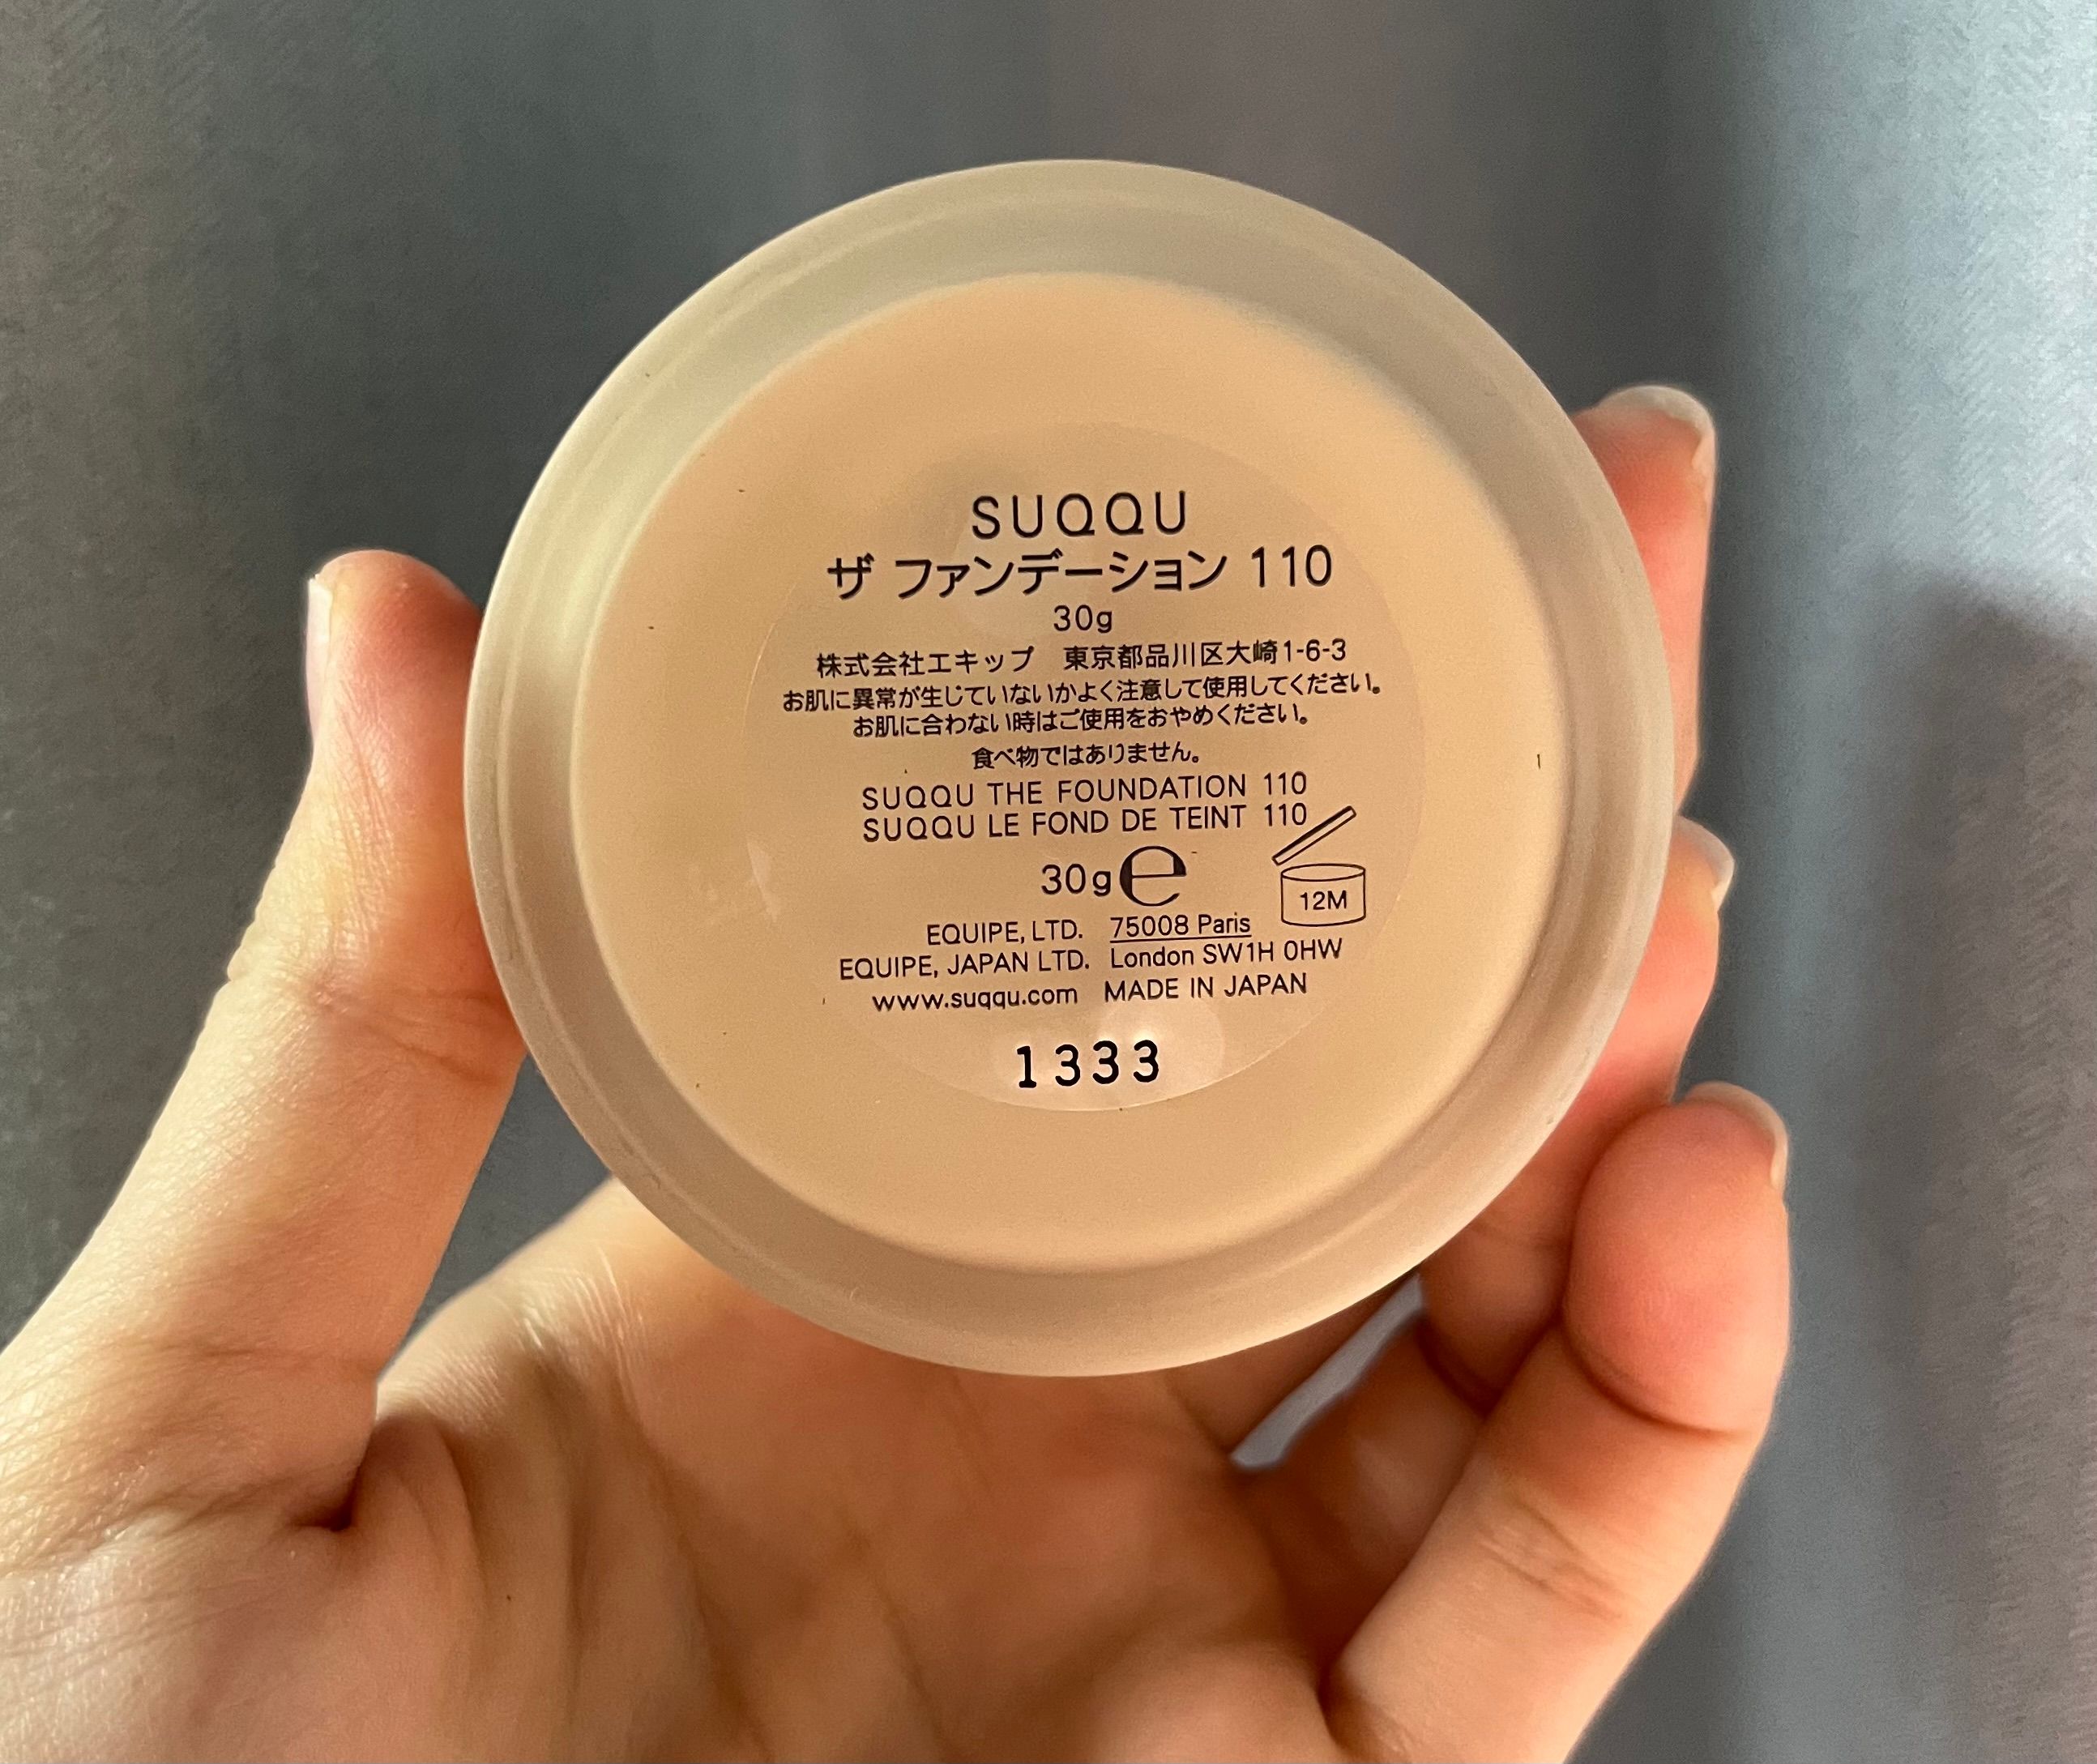 SUQQU
ザ ファンデーション 110
30g
株式会社エキップ　東京都品川区大崎1-6-3
お肌に異常が生じていないかよく注意して使用してください。
お肌に合わない時はご使用をおやめください。
食べ物ではありません。
SUQQU THE FOUNDATION 110
SUQQU LE FOND DE TEINT 110
30g e
12M
EQUIPE, LTD. 75008 Paris
EQUIPE, JAPAN LTD. London SW1H 0HW
www.suqqu.com MADE IN JAPAN
1333